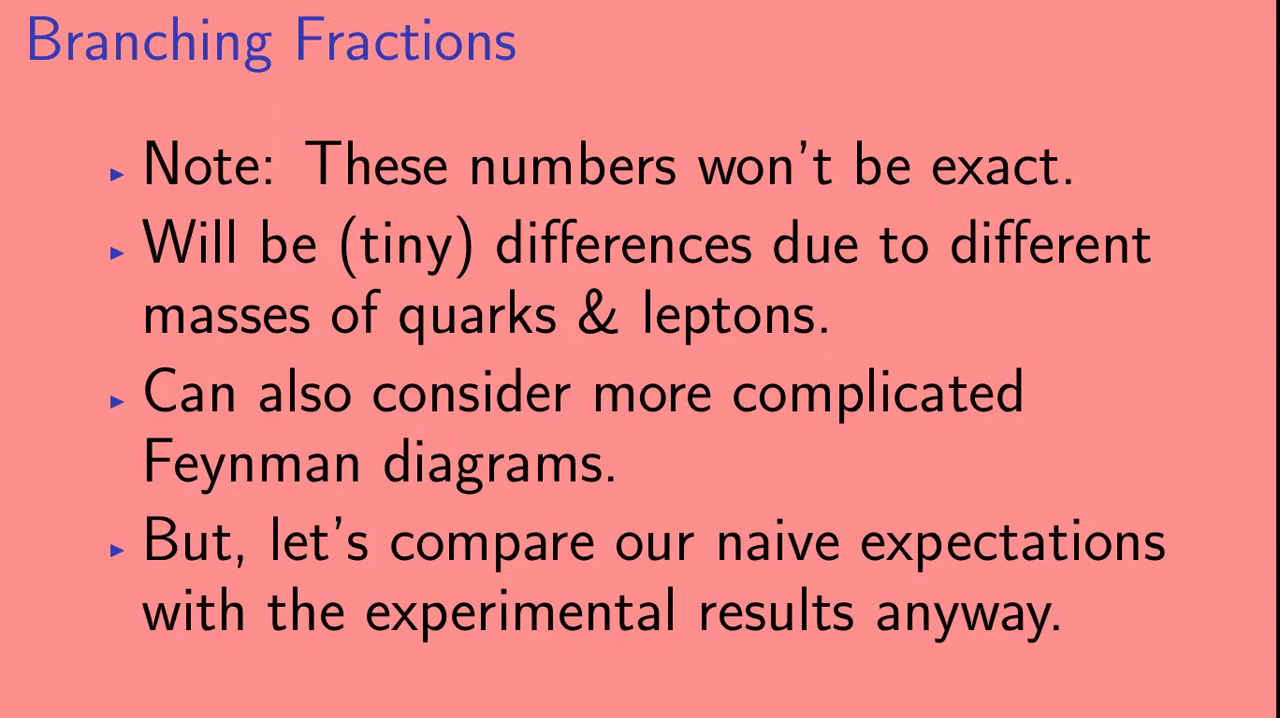 Branching Fractions
▸ Note: These numbers won't be exact.
▸ Will be (tiny) differences due to different
masses of quarks & leptons.
▸ Can also consider more complicated
Feynman diagrams.
▸ But, let's compare our naive expectations
with the experimental results anyway.